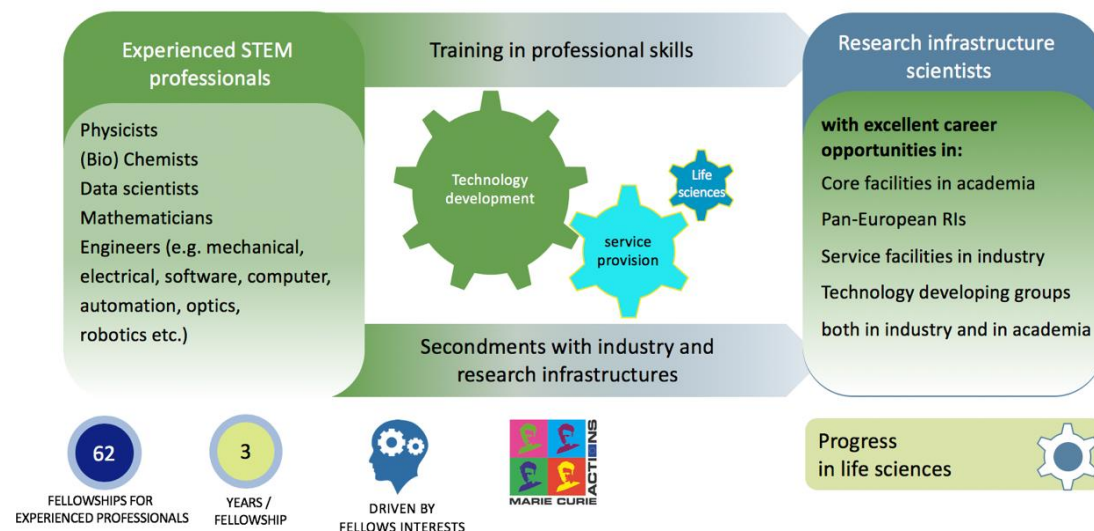 Experienced STEM
professionals
Physicists
(Bio) Chemists
Data scientists
Mathematicians
Engineers (e.g. mechanical,
electrical, software, computer,
automation, optics,
robotics etc.)
Training in professional skills
Technology
development
service
provision
Life
sciences
Secondments with industry and
research infrastructures
Research infrastructure
scientists
with excellent career
opportunities in:
Core facilities in academia
Pan-European RIs
Service facilities in industry
Technology developing groups
both in industry and in academia
62
FELLOWSHIPS FOR
EXPERIENCED PROFESSIONALS
3
YEARS /
FELLOWSHIP
DRIVEN BY
FELLOWS INTERESTS
MARIE CURIE
ACTIONS
Progress
in life sciences